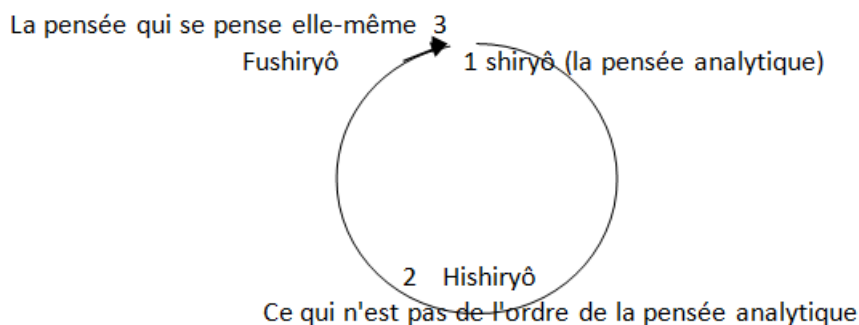 La pensée qui se pense elle-même 3
Fushiryô
1 shiryô (la pensée analytique)
2 Hishiryô
Ce qui n'est pas de l'ordre de la pensée analytique